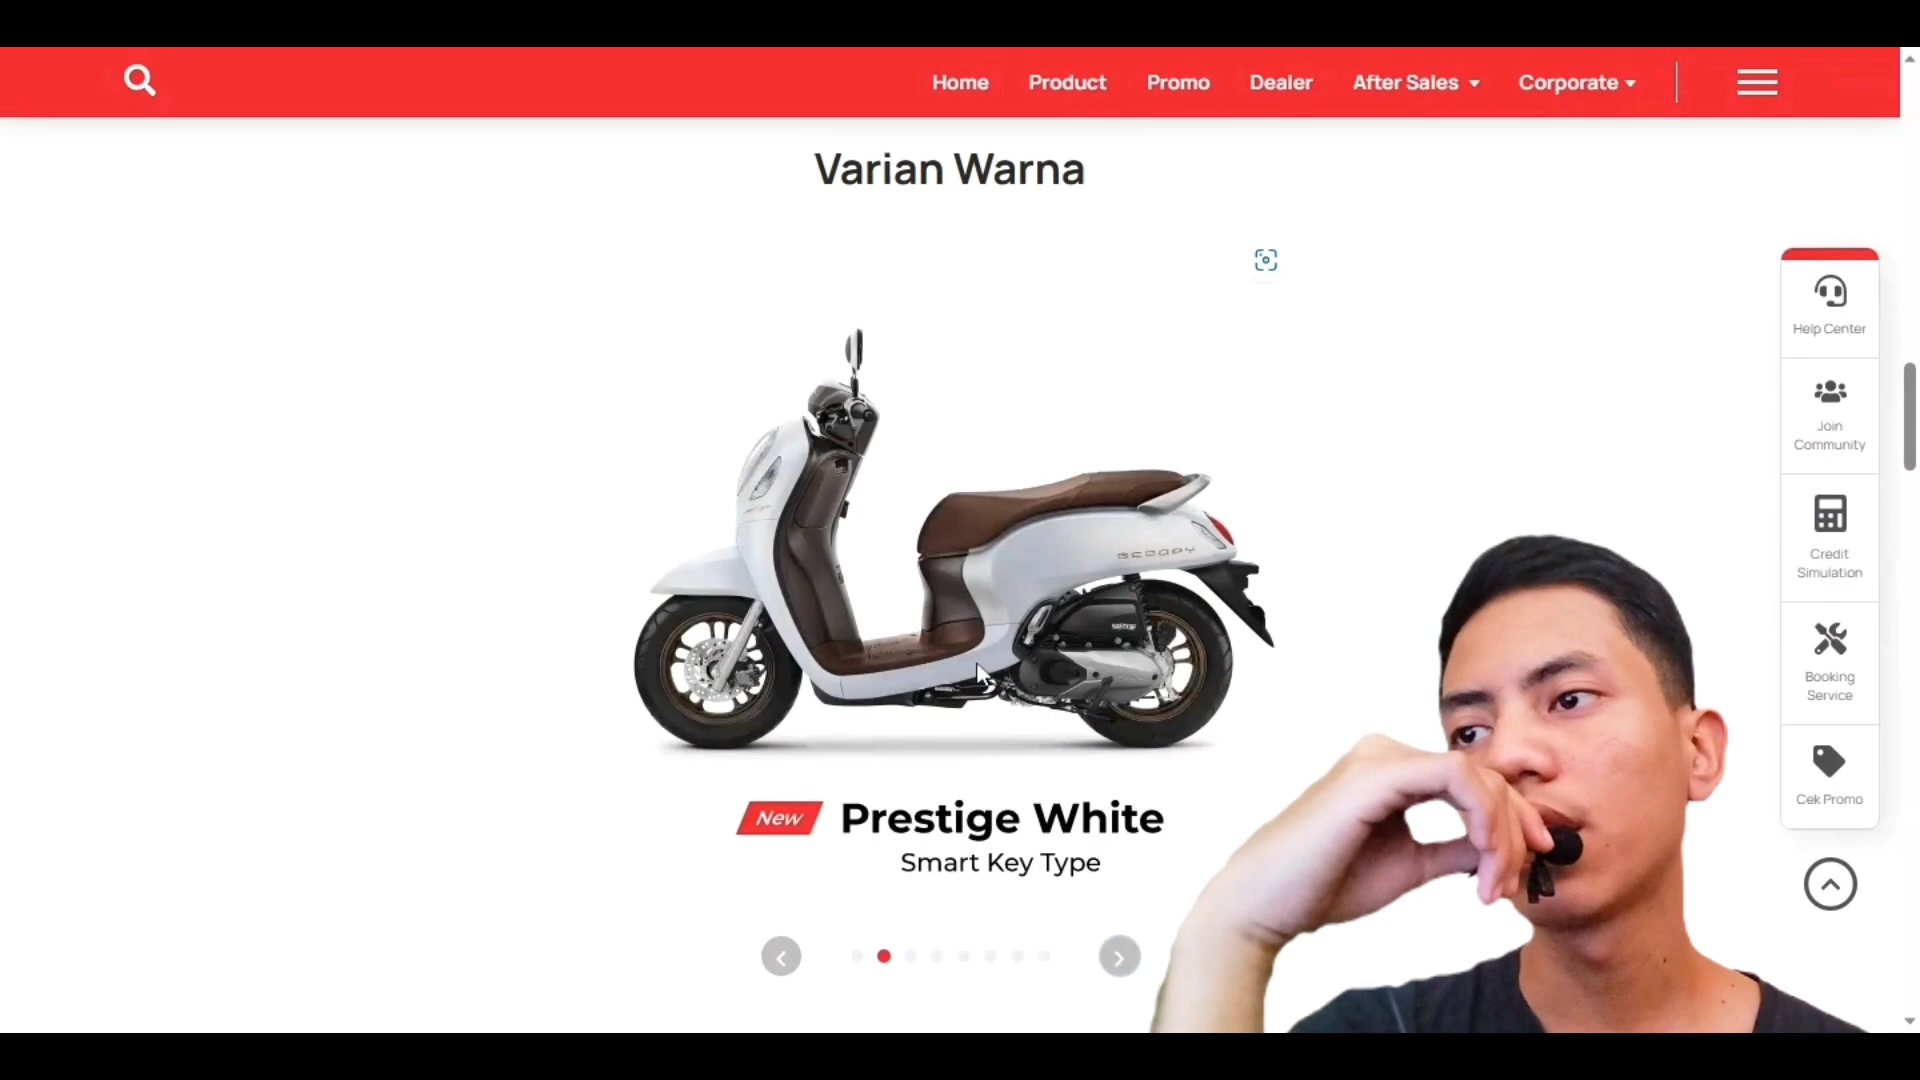 Home Product Promo Dealer After Sales Corporate
Varian Warna
Help Center
Join
Community
Credit
Simulation
SCOOPY
Booking
Service
Cek Promo
New Prestige White
Smart Key Type